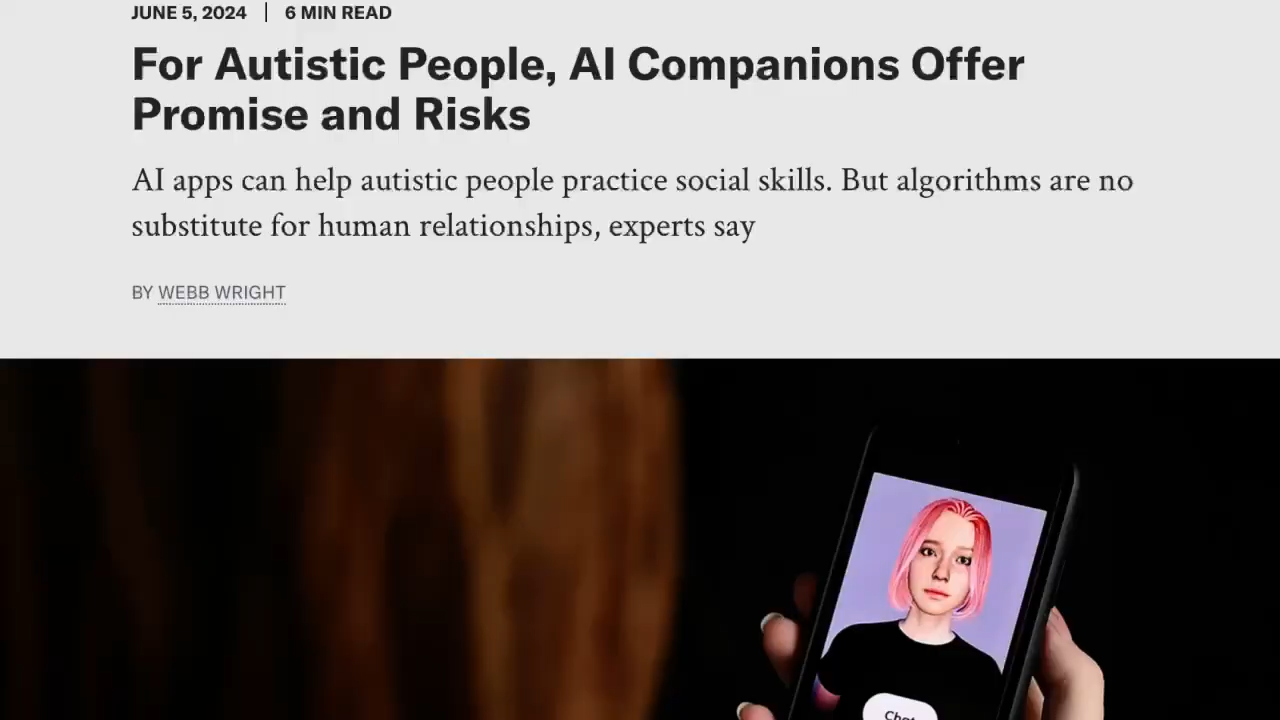 JUNE 5, 2024 | 6 MIN READ
For Autistic People, AI Companions Offer
Promise and Risks
AI apps can help autistic people practice social skills. But algorithms are no
substitute for human relationships, experts say
BY WEBB WRIGHT
Chat